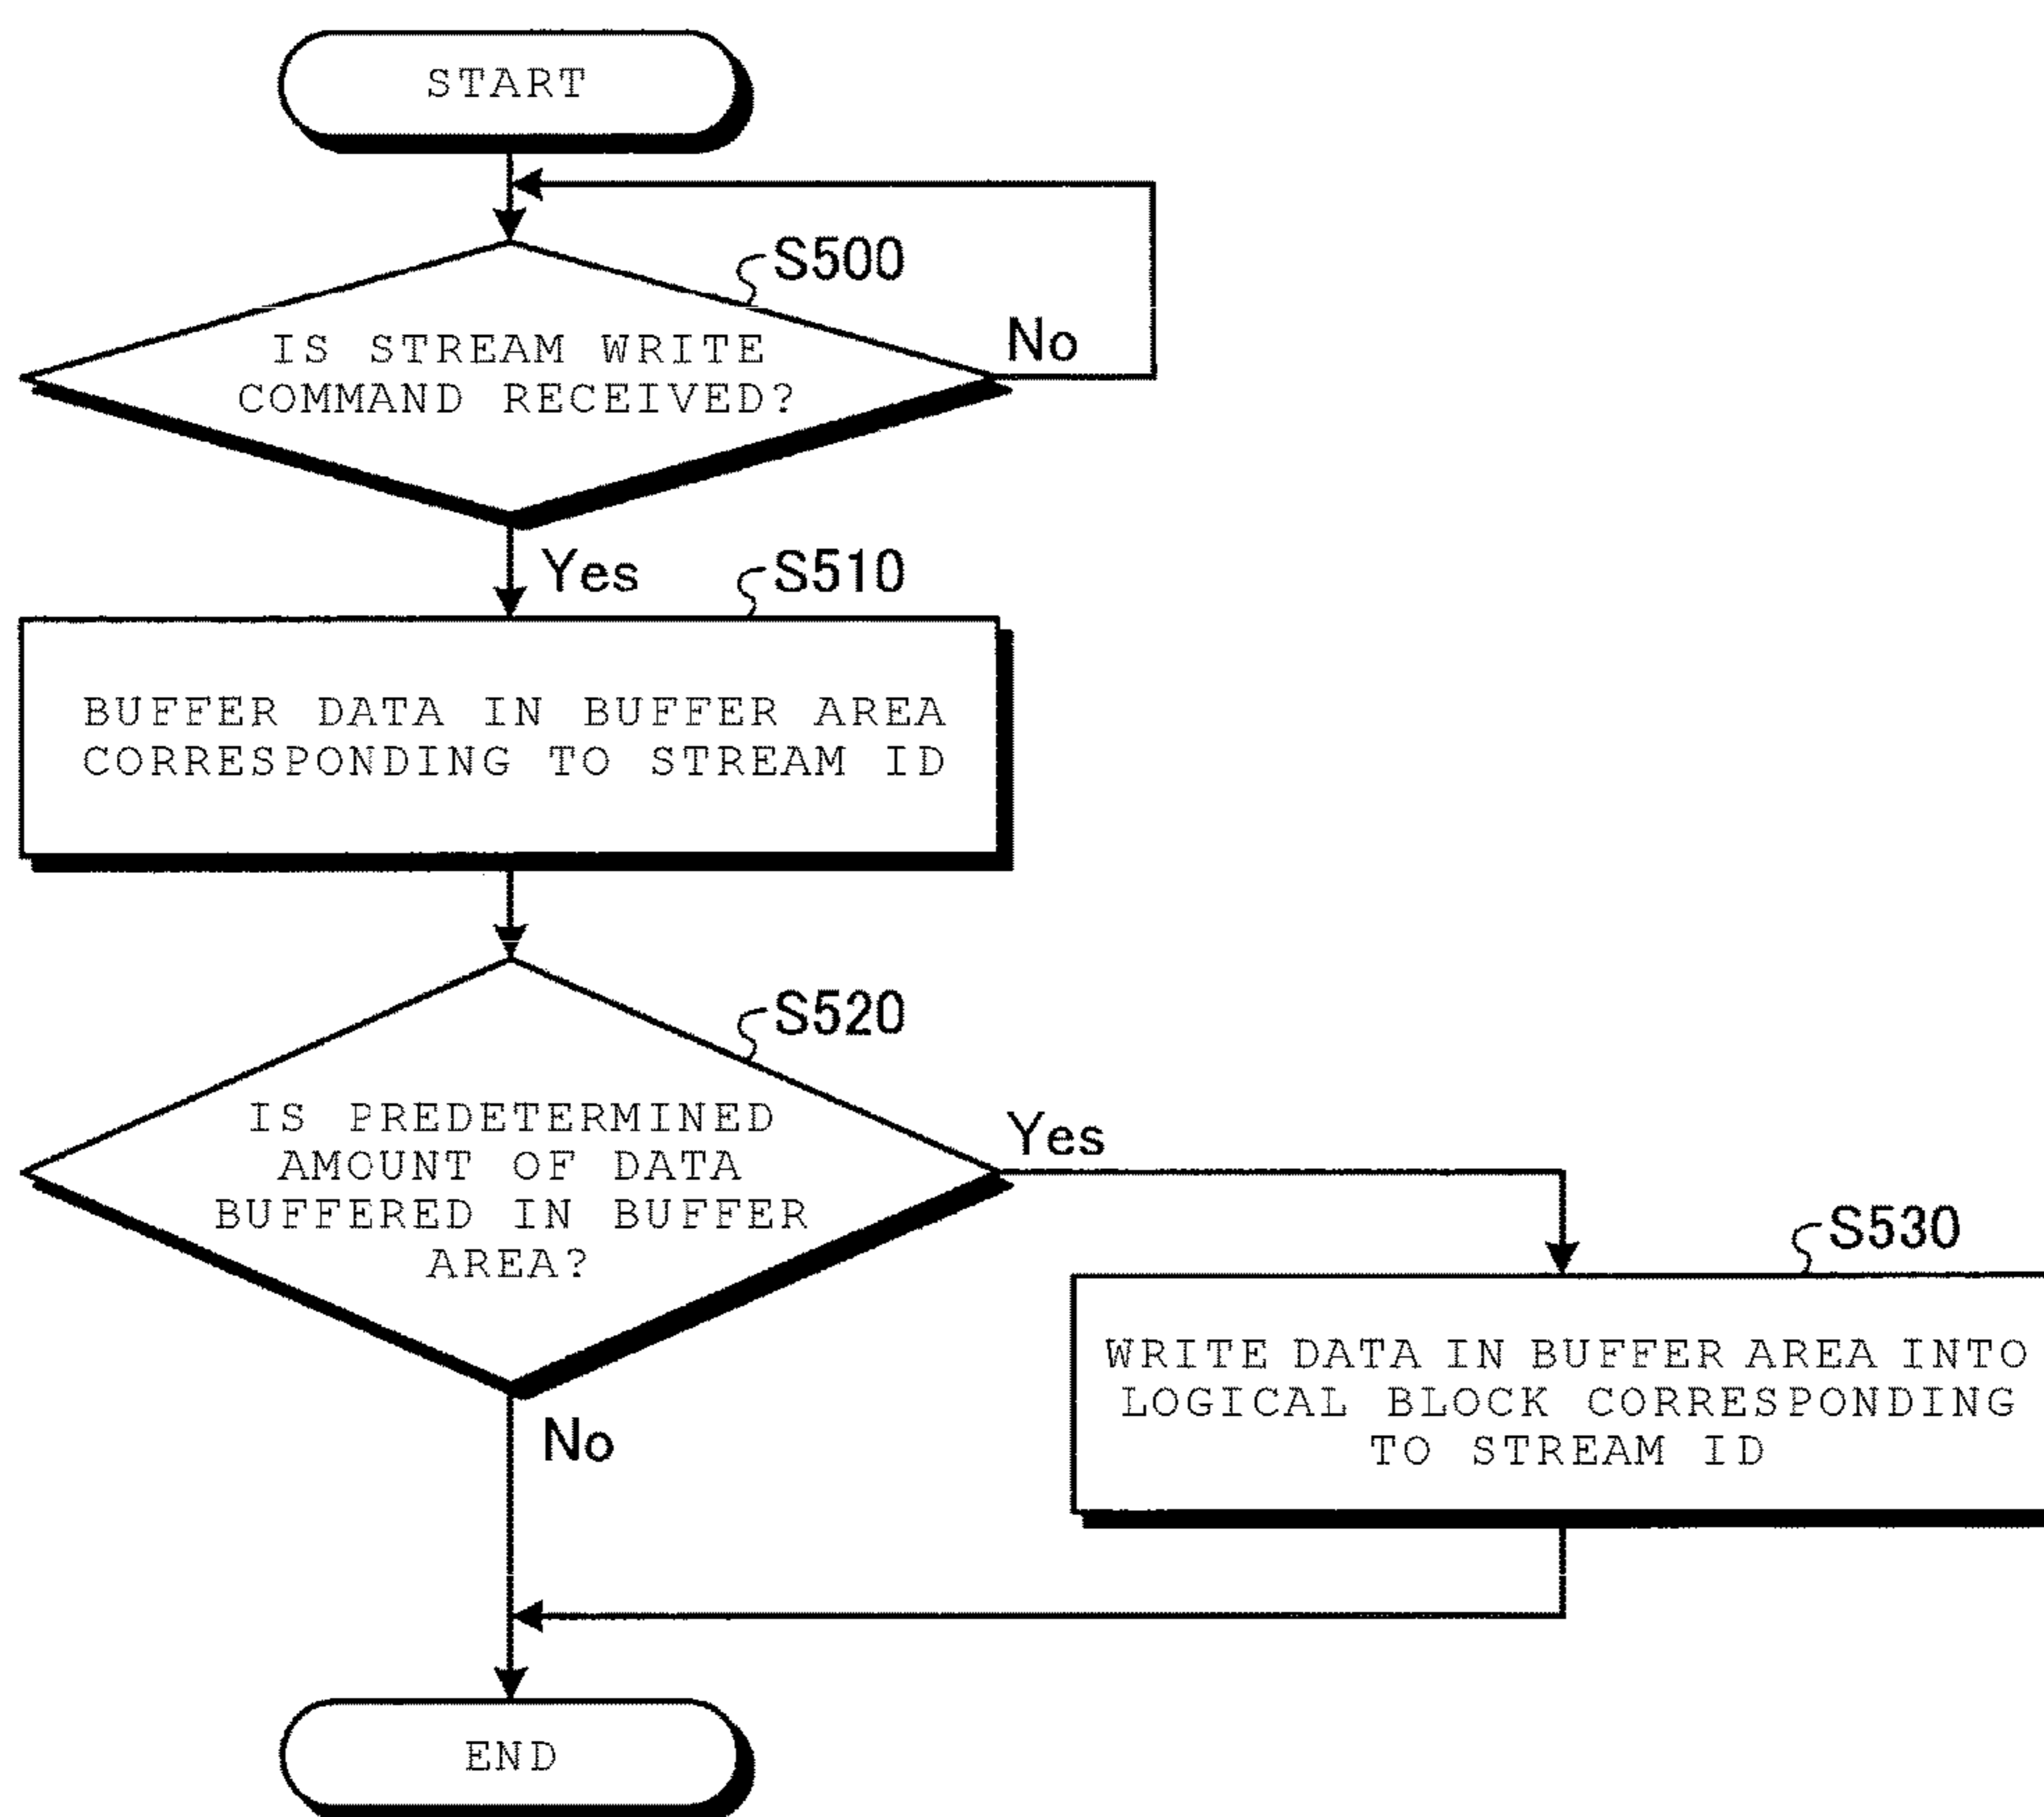 START
S500
IS STREAM WRITE
COMMAND RECEIVED?
No
Yes
S510
BUFFER DATA IN BUFFER AREA
CORRESPONDING TO STREAM ID
S520
IS PREDETERMINED
AMOUNT OF DATA
BUFFERED IN BUFFER
AREA?
Yes
No
S530
WRITE DATA IN BUFFER AREA INTO
LOGICAL BLOCK CORRESPONDING
TO STREAM ID
END